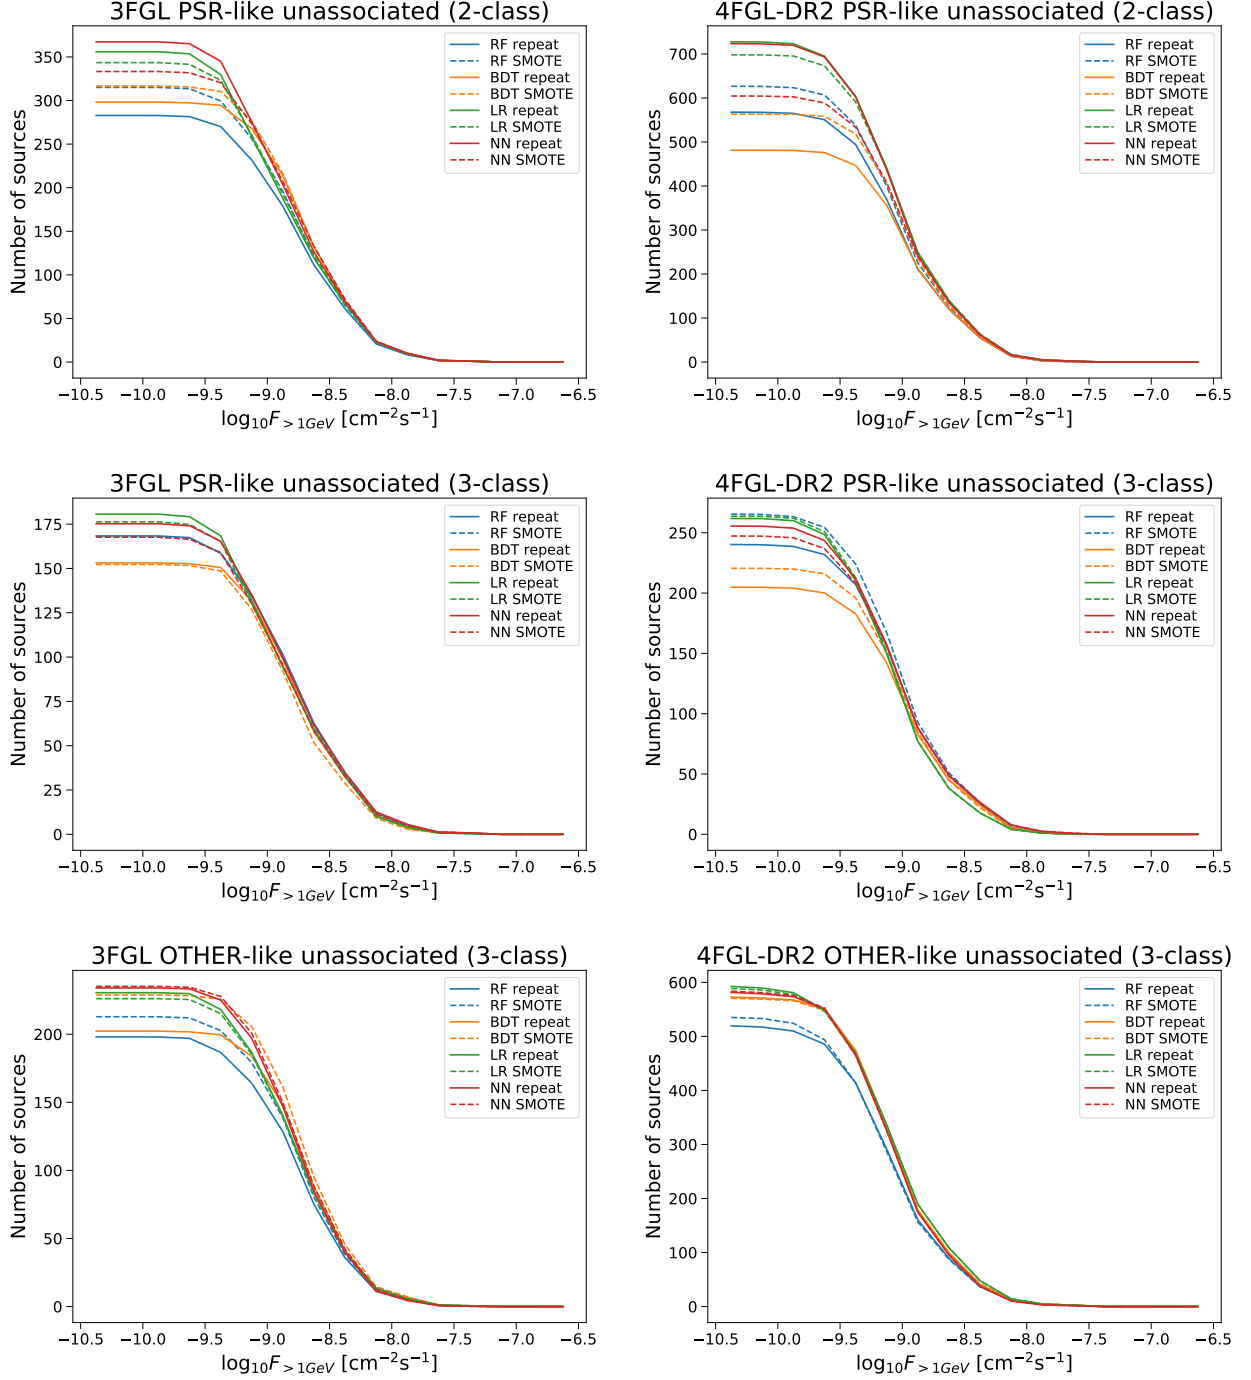 3FGL PSR-like unassociated (2-class)
Number of sources
350
300
250
200
150
100
50
0
−10.5 −10.0 −9.5 −9.0 −8.5 −8.0 −7.5 −7.0 −6.5
log10F>1GeV [cm−2s−1]
RF repeat
RF SMOTE
BDT repeat
BDT SMOTE
LR repeat
LR SMOTE
NN repeat
NN SMOTE
4FGL-DR2 PSR-like unassociated (2-class)
Number of sources
700
600
500
400
300
200
100
0
−10.5 −10.0 −9.5 −9.0 −8.5 −8.0 −7.5 −7.0 −6.5
log10F>1GeV [cm−2s−1]
RF repeat
RF SMOTE
BDT repeat
BDT SMOTE
LR repeat
LR SMOTE
NN repeat
NN SMOTE
3FGL PSR-like unassociated (3-class)
Number of sources
175
150
125
100
75
50
25
0
−10.5 −10.0 −9.5 −9.0 −8.5 −8.0 −7.5 −7.0 −6.5
log10F>1GeV [cm−2s−1]
RF repeat
RF SMOTE
BDT repeat
BDT SMOTE
LR repeat
LR SMOTE
NN repeat
NN SMOTE
4FGL-DR2 PSR-like unassociated (3-class)
Number of sources
250
200
150
100
50
0
−10.5 −10.0 −9.5 −9.0 −8.5 −8.0 −7.5 −7.0 −6.5
log10F>1GeV [cm−2s−1]
RF repeat
RF SMOTE
BDT repeat
BDT SMOTE
LR repeat
LR SMOTE
NN repeat
NN SMOTE
3FGL OTHER-like unassociated (3-class)
Number of sources
200
150
100
50
0
−10.5 −10.0 −9.5 −9.0 −8.5 −8.0 −7.5 −7.0 −6.5
log10F>1GeV [cm−2s−1]
RF repeat
RF SMOTE
BDT repeat
BDT SMOTE
LR repeat
LR SMOTE
NN repeat
NN SMOTE
4FGL-DR2 OTHER-like unassociated (3-class)
Number of sources
600
500
400
300
200
100
0
−10.5 −10.0 −9.5 −9.0 −8.5 −8.0 −7.5 −7.0 −6.5
log10F>1GeV [cm−2s−1]
RF repeat
RF SMOTE
BDT repeat
BDT SMOTE
LR repeat
LR SMOTE
NN repeat
NN SMOTE